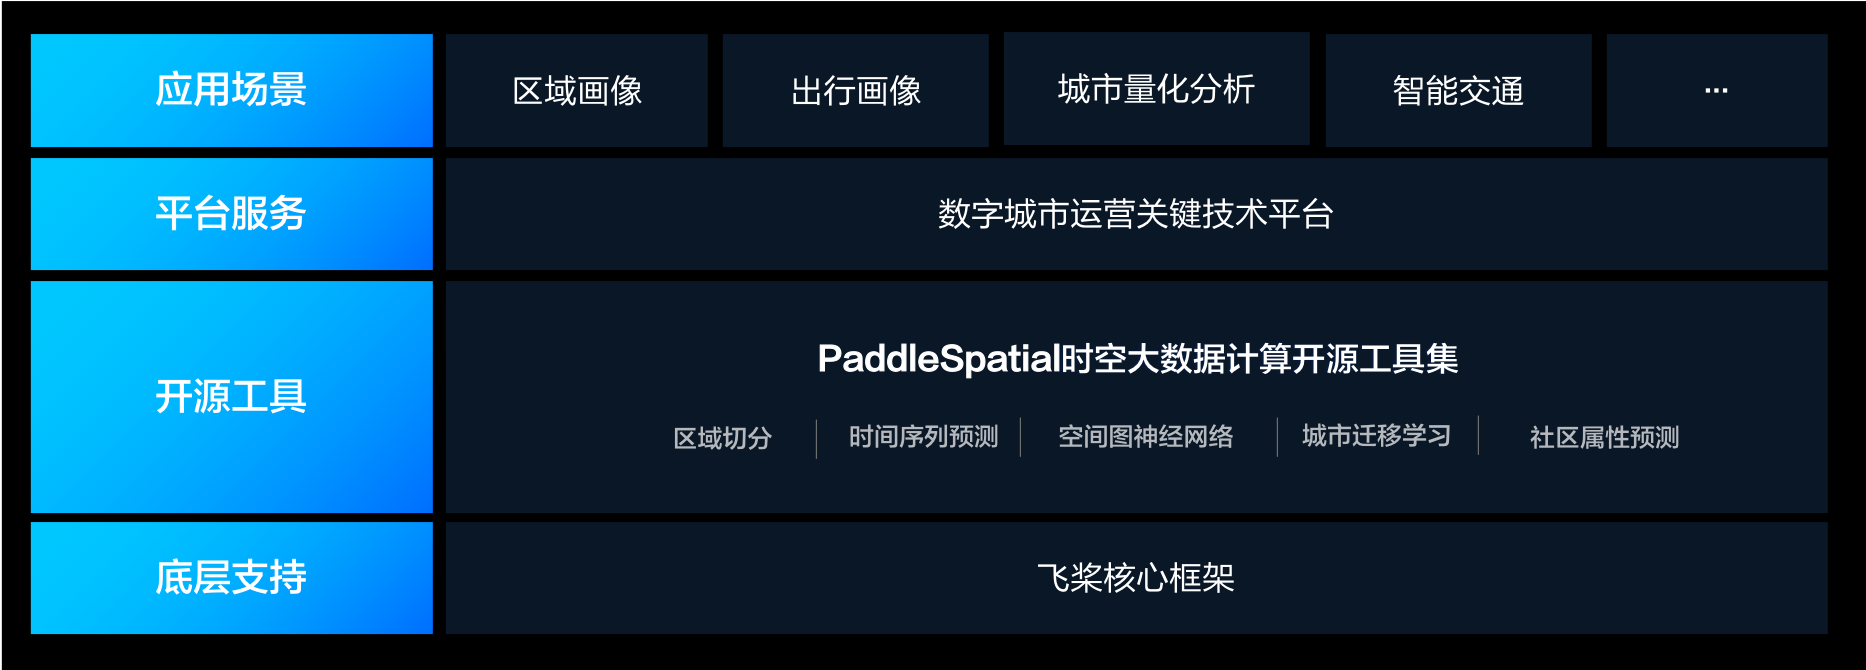 应用场景
区域画像
出行画像
城市量化分析
智能交通
...
平台服务
数字城市运营关键技术平台
开源工具
PaddleSpatial时空大数据计算开源工具集
区域切分
时间序列预测
空间图神经网络
城市迁移学习
社区属性预测
底层支持
飞桨核心框架